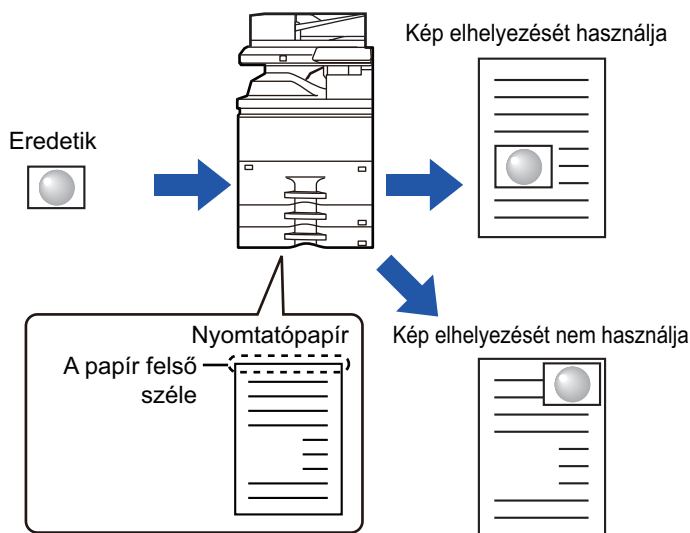 Kép elhelyezését használja
Eredetik
Nyomtatópapír
A papír felső
széle
Kép elhelyezését nem használja